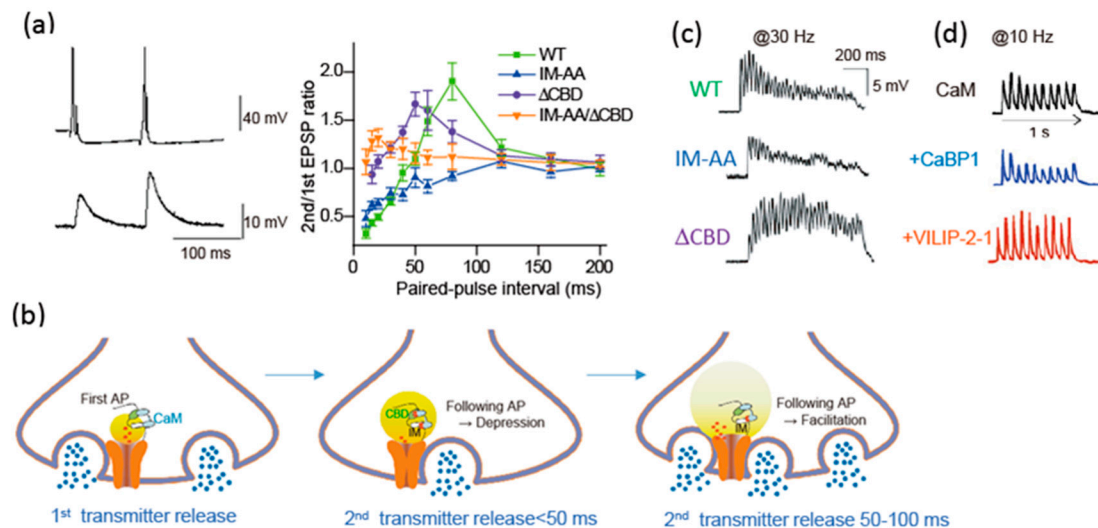 (a)
40 mV
10 mV
100 ms
2nd/1st EPSP ratio
2.0
1.5
1.0
0.5
0
50
100
150
200
Paired-pulse interval (ms)
WT
IM-AA
ΔCBD
IM-AA/ΔCBD
(c)
@30 Hz
200 ms
5 mV
WT
IM-AA
ΔCBD
(d)
@10 Hz
CaM
1 s
+CaBP1
+VILIP-2-1
(b)
First AP
CaM
1st transmitter release
CBD
IM
Following AP
→ Depression
2nd transmitter release<50 ms
IM
Following AP
→ Facilitation
2nd transmitter release 50-100 ms